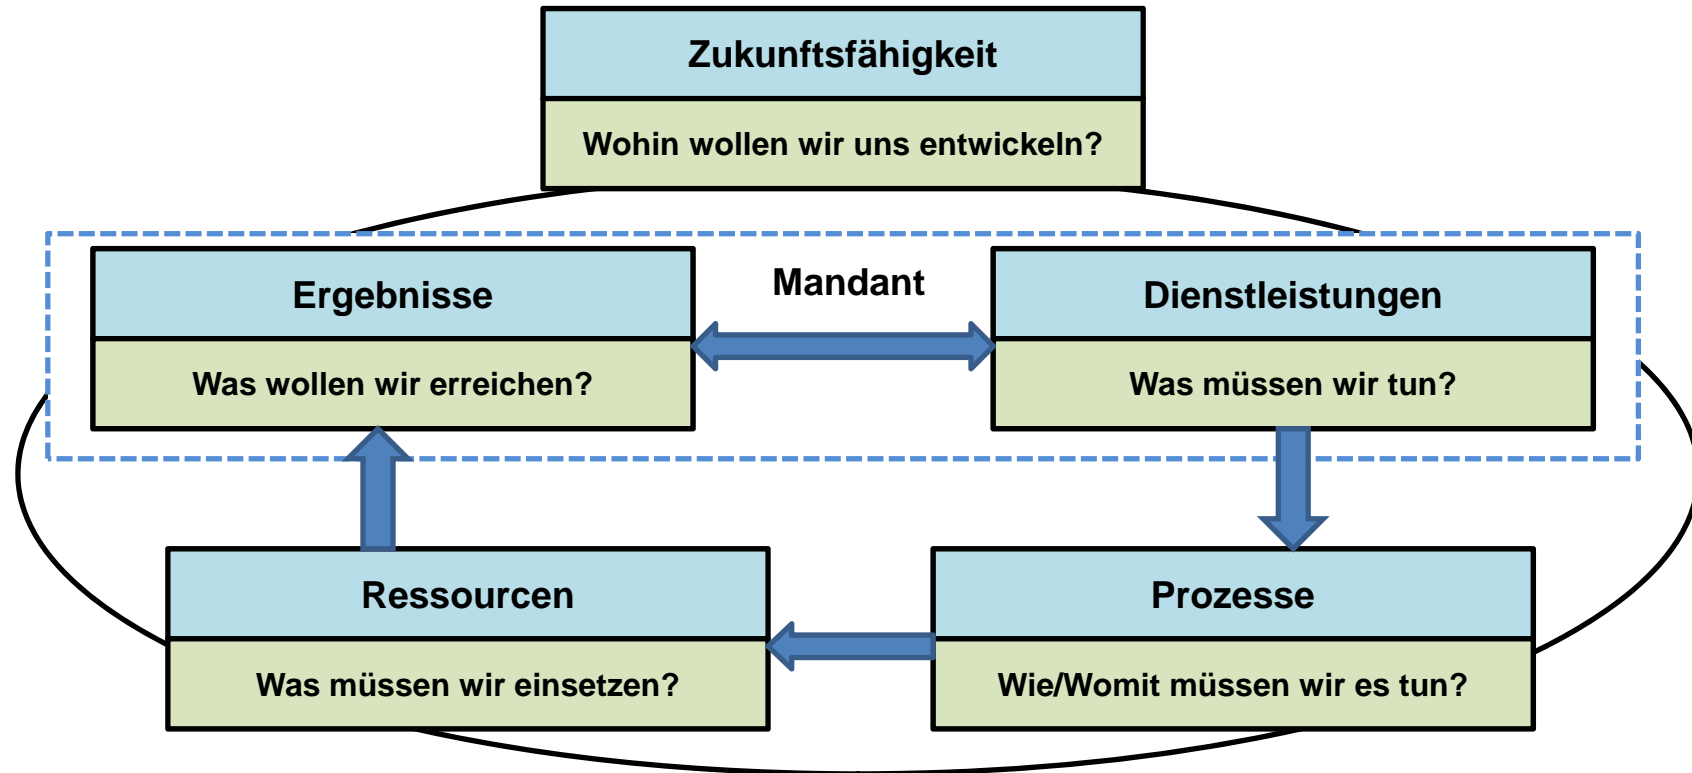 Zukunftsfähigkeit
Wohin wollen wir uns entwickeln?
Mandant
Ergebnisse
Was wollen wir erreichen?
Dienstleistungen
Was müssen wir tun?
Ressourcen
Was müssen wir einsetzen?
Prozesse
Wie/Womit müssen wir es tun?